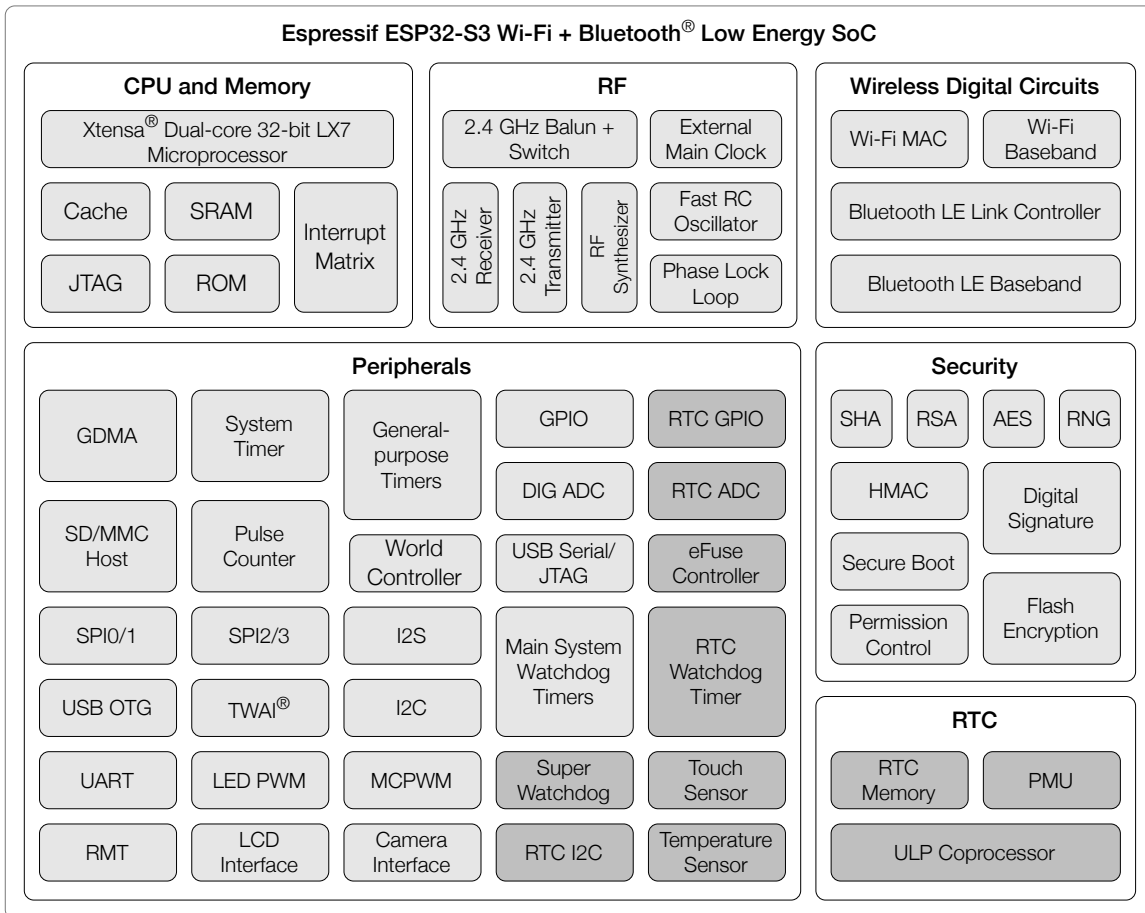 Espressif ESP32-S3 Wi-Fi + Bluetooth® Low Energy SoC
CPU and Memory
Xtensa® Dual-core 32-bit LX7
Microprocessor
Cache
SRAM
Interrupt
Matrix
JTAG
ROM
RF
2.4 GHz Balun +
Switch
External
Main Clock
2.4 GHz
Receiver
2.4 GHz
Transmitter
RF
Synthesizer
Fast RC
Oscillator
Phase Lock
Loop
Wireless Digital Circuits
Wi-Fi MAC
Wi-Fi
Baseband
Bluetooth LE Link Controller
Bluetooth LE Baseband
Peripherals
GDMA
System
Timer
General-
purpose
Timers
GPIO
RTC GPIO
DIG ADC
RTC ADC
SD/MMC
Host
Pulse
Counter
World
Controller
USB Serial/
JTAG
eFuse
Controller
SPI0/1
SPI2/3
I2S
Main System
Watchdog
Timers
RTC
Watchdog
Timer
USB OTG
TWAI®
I2C
UART
LED PWM
MCPWM
Super
Watchdog
Touch
Sensor
RMT
LCD
Interface
Camera
Interface
RTC I2C
Temperature
Sensor
Security
SHA
RSA
AES
RNG
HMAC
Digital
Signature
Secure Boot
Flash
Encryption
Permission
Control
RTC
RTC
Memory
PMU
ULP Coprocessor